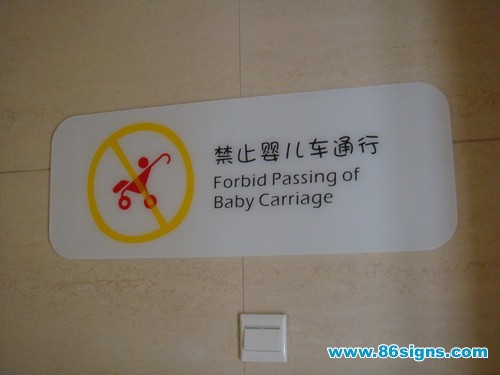 禁止婴儿车通行
Forbid Passing of
Baby Carriage
www.86signs.com